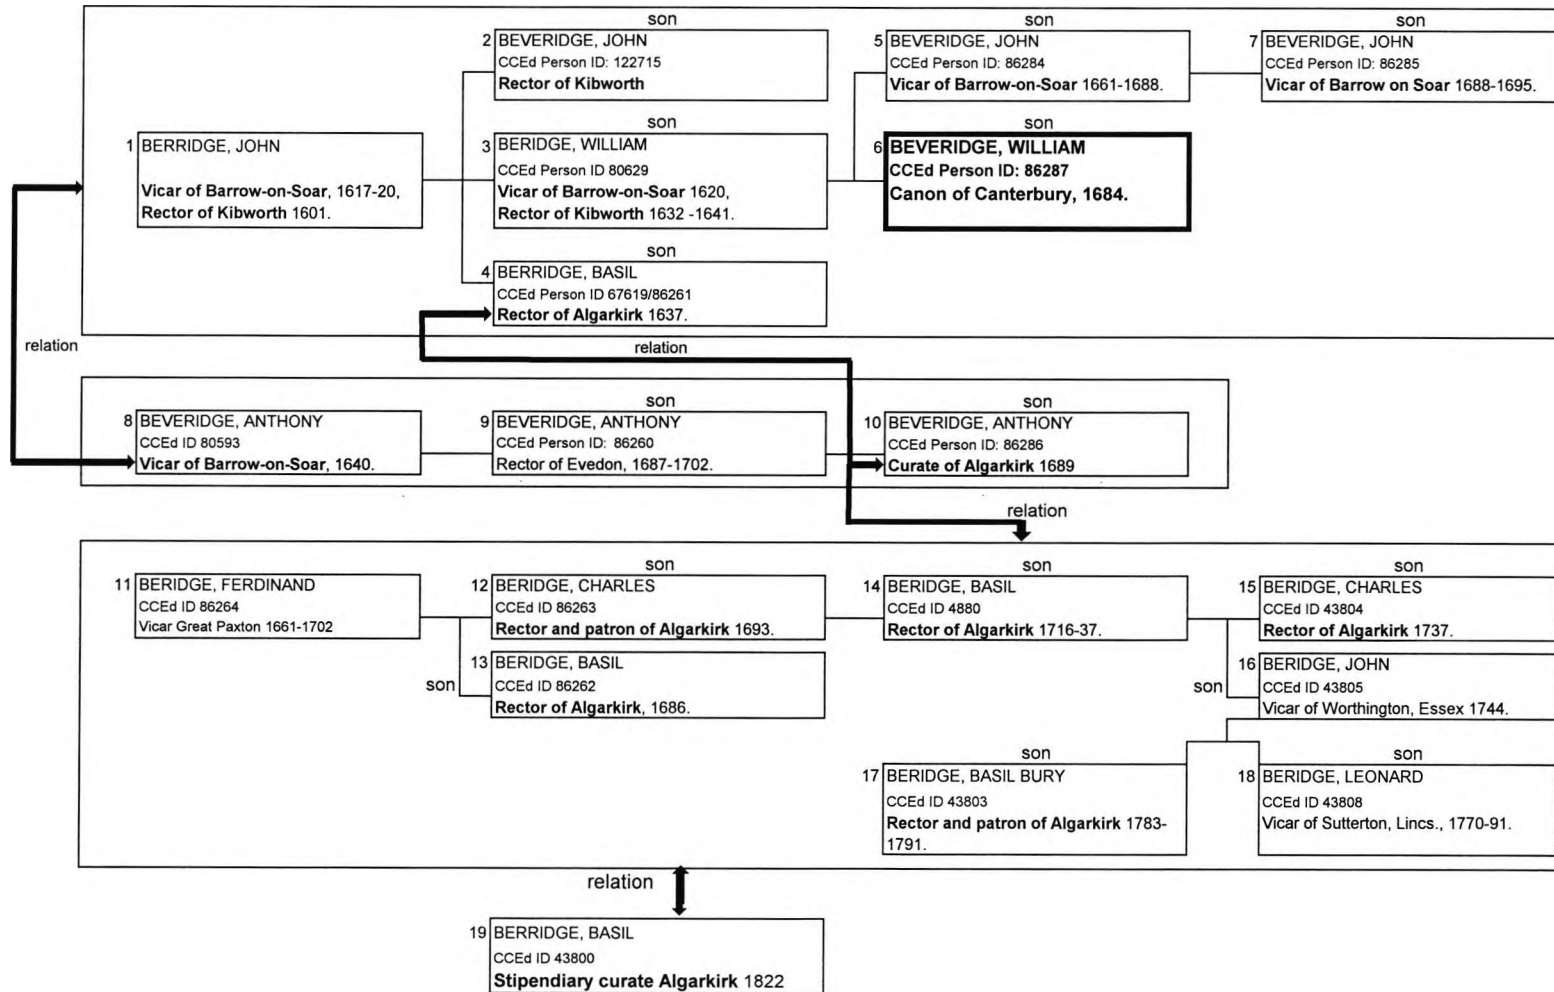 son
2 BEVERIDGE, JOHN
CCEd Person ID: 122715
Rector of Kibworth
son
5 BEVERIDGE, JOHN
CCEd Person ID: 86284
Vicar of Barrow-on-Soar 1661-1688.
son
7 BEVERIDGE, JOHN
CCEd Person ID: 86285
Vicar of Barrow on Soar 1688-1695.
1 BERRIDGE, JOHN
Vicar of Barrow-on-Soar, 1617-20,
Rector of Kibworth 1601.
son
3 BERIDGE, WILLIAM
CCEd Person ID 80629
Vicar of Barrow-on-Soar 1620,
Rector of Kibworth 1632 -1641.
son
6 BEVERIDGE, WILLIAM
CCEd Person ID: 86287
Canon of Canterbury, 1684.
son
4 BERRIDGE, BASIL
CCEd Person ID 67619/86261
Rector of Algarkirk 1637.
relation
relation
8 BEVERIDGE, ANTHONY
CCEd ID 80593
Vicar of Barrow-on-Soar, 1640.
son
9 BEVERIDGE, ANTHONY
CCEd Person ID: 86260
Rector of Evedon, 1687-1702.
son
10 BEVERIDGE, ANTHONY
CCEd Person ID: 86286
Curate of Algarkirk 1689
relation
11 BERIDGE, FERDINAND
CCEd ID 86264
Vicar Great Paxton 1661-1702
son
12 BERIDGE, CHARLES
CCEd ID 86263
Rector and patron of Algarkirk 1693.
son
14 BERIDGE, BASIL
CCEd ID 4880
Rector of Algarkirk 1716-37.
son
15 BERIDGE, CHARLES
CCEd ID 43804
Rector of Algarkirk 1737.
son
13 BERIDGE, BASIL
CCEd ID 86262
Rector of Algarkirk, 1686.
son
16 BERIDGE, JOHN
CCEd ID 43805
Vicar of Worthington, Essex 1744.
son
17 BERIDGE, BASIL BURY
CCEd ID 43803
Rector and patron of Algarkirk 1783-
1791.
son
18 BERIDGE, LEONARD
CCEd ID 43808
Vicar of Sutterton, Lincs., 1770-91.
relation
19 BERRIDGE, BASIL
CCEd ID 43800
Stipendiary curate Algarkirk 1822